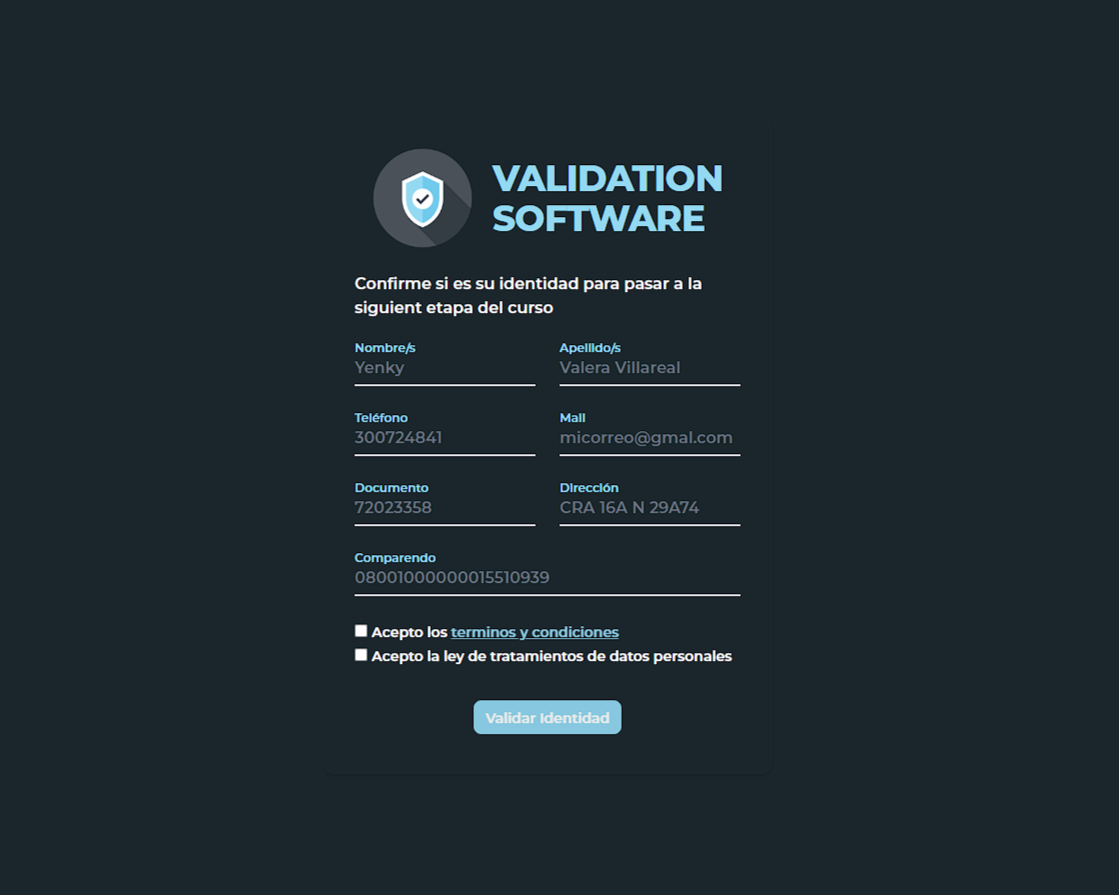 VALIDATION
SOFTWARE
Confirme si es su identidad para pasar a la
siguient etapa del curso
Nombre/s
Apellido/s
Yenky
Valera Villareal
Teléfono
Mail
300724841
micorreo@gmal.com
Documento
Dirección
72023358
CRA 16A N 29A74
Comparendo
08001000000015510939
Acepto los terminos y condiciones
Acepto la ley de tratamientos de datos personales
Validar Identidad